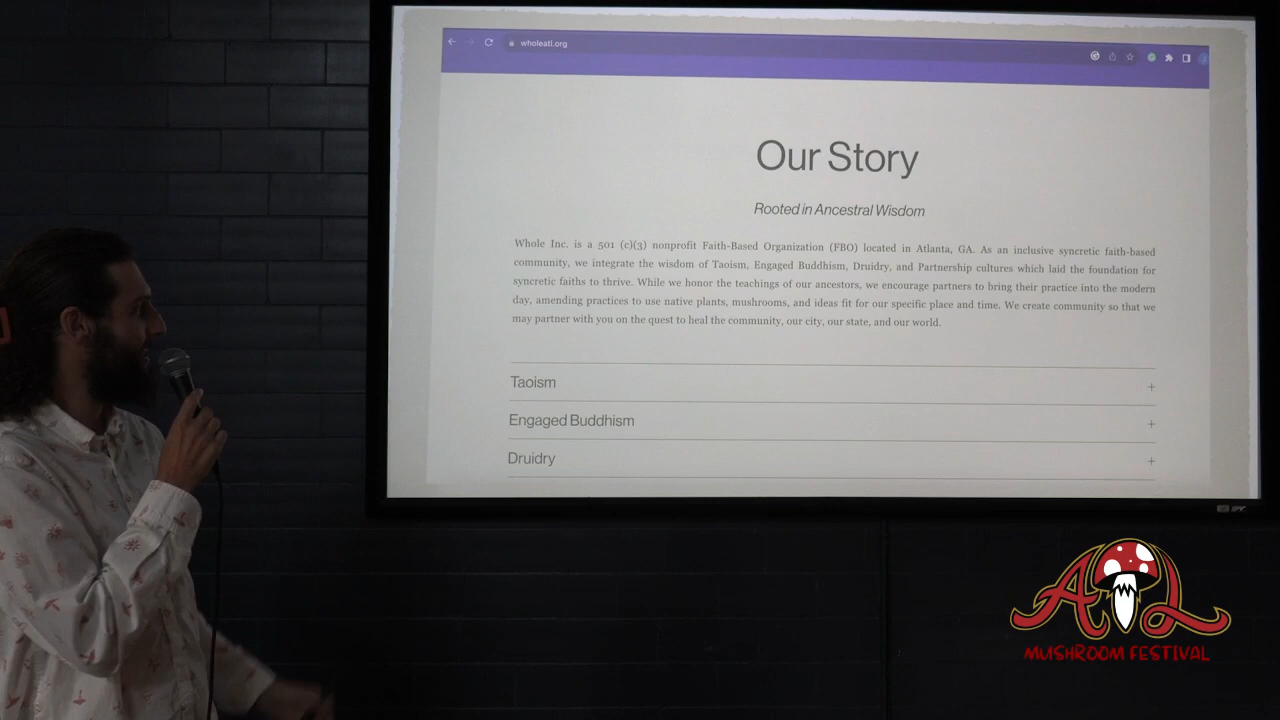 wholeatl.org
Our Story
Rooted in Ancestral Wisdom
Whole Inc. is a 501 (c)(3) nonprofit Faith-Based Organization (FBO) located in Atlanta, GA. As an inclusive syncretic faith-based
community, we integrate the wisdom of Taoism, Engaged Buddhism, Druidry, and Partnership cultures which laid the foundation for
syncretic faiths to thrive. While we honor the teachings of our ancestors, we encourage partners to bring their practice into the modern
day, amending practices to use native plants, mushrooms, and ideas fit for our specific place and time. We create community so that we
may partner with you on the quest to heal the community, our city, our state, and our world.
Taoism +
Engaged Buddhism +
Druidry +
ATL
MUSHROOM FESTIVAL